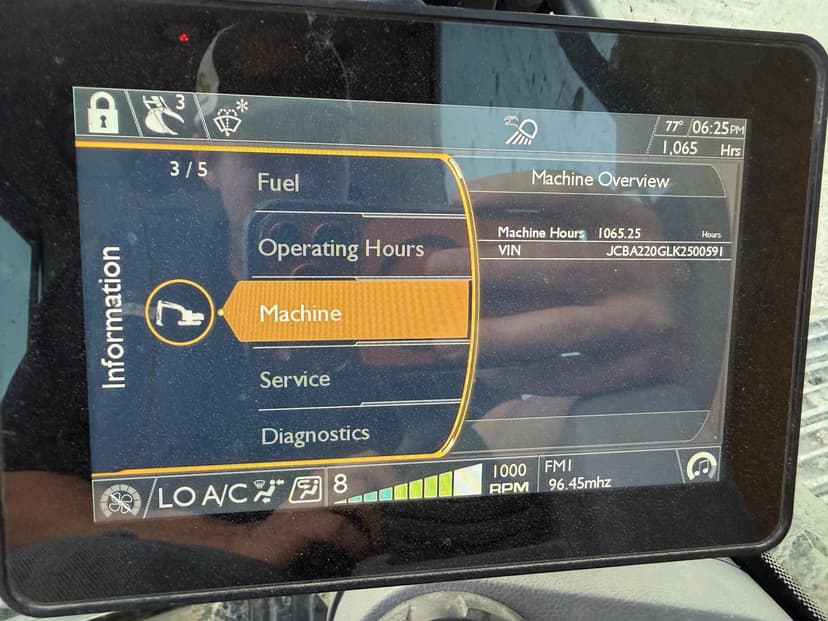 3
77° 06:25PM
1,065 Hrs
3/5
Information
Fuel
Operating Hours
Machine
Service
Diagnostics
Machine Overview
Machine Hours 1065.25 Hours
VIN JCBA220GLK2500591
LO A/C
8
1000
RPM
FM1
96.45mhz